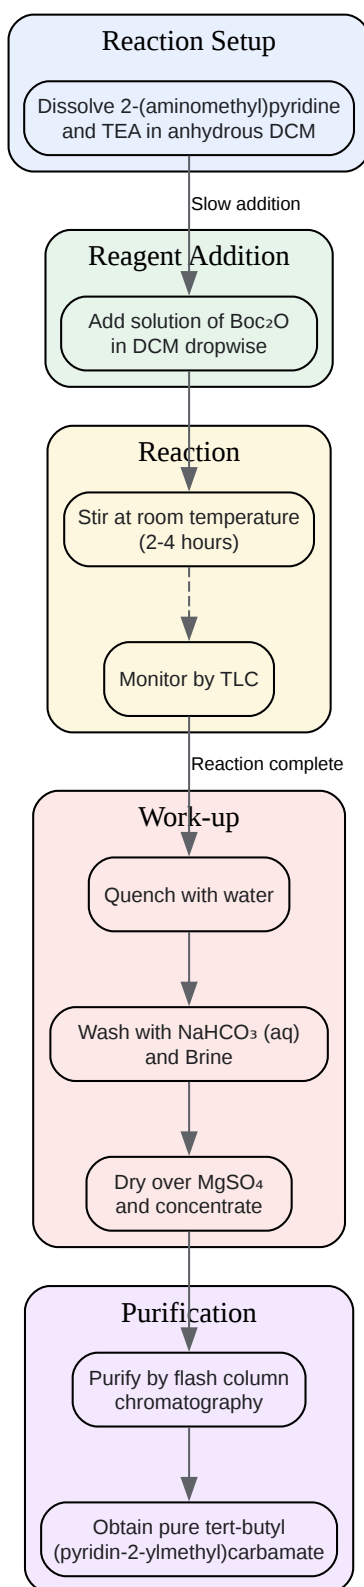 Reaction Setup
Dissolve 2-(aminomethyl)pyridine
and TEA in anhydrous DCM
Slow addition
Reagent Addition
Add solution of Boc₂O
in DCM dropwise
Reaction
Stir at room temperature
(2-4 hours)
Monitor by TLC
Reaction complete
Work-up
Quench with water
Wash with NaHCO₃ (aq)
and Brine
Dry over MgSO₄
and concentrate
Purification
Purify by flash column
chromatography
Obtain pure tert-butyl
(pyridin-2-ylmethyl)carbamate